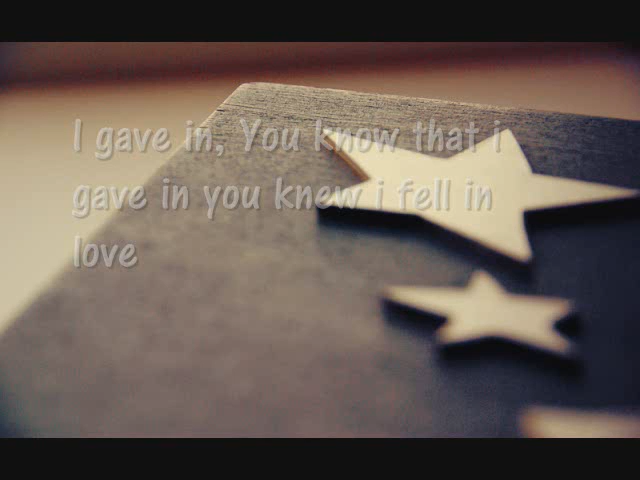 I gave in, You know that i
gave in you knew i fell in
love